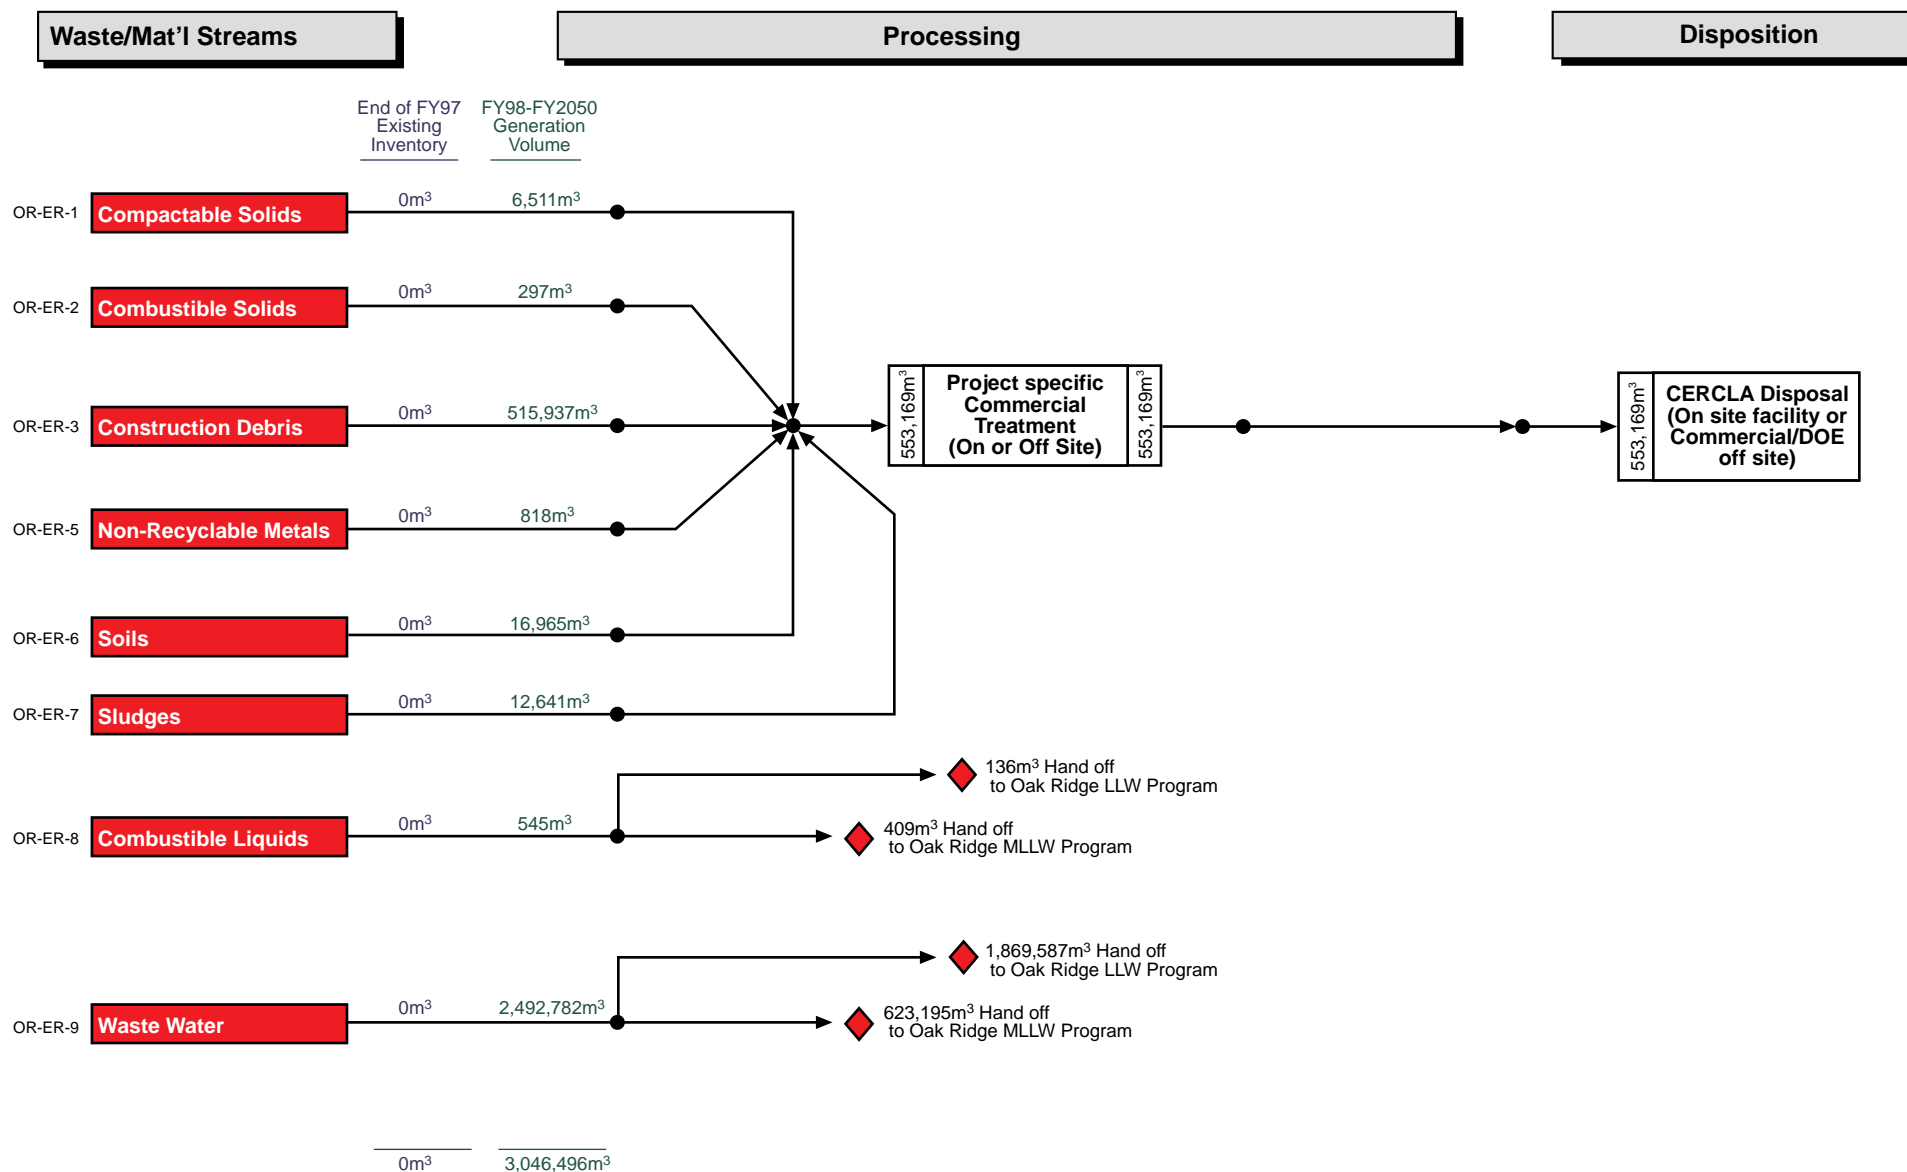 Waste/Mat'l Streams
Processing
Disposition
End of FY97
Existing
Inventory
FY98-FY2050
Generation
Volume
OR-ER-1
Compactable Solids
0m³
6,511m³
OR-ER-2
Combustible Solids
0m³
297m³
OR-ER-3
Construction Debris
0m³
515,937m³
553,169m³
Project specific
Commercial
Treatment
(On or Off Site)
553,169m³
553,169m³
CERCLA Disposal
(On site facility or
Commercial/DOE
off site)
OR-ER-5
Non-Recyclable Metals
0m³
818m³
OR-ER-6
Soils
0m³
16,965m³
OR-ER-7
Sludges
0m³
12,641m³
136m³ Hand off
to Oak Ridge LLW Program
OR-ER-8
Combustible Liquids
0m³
545m³
409m³ Hand off
to Oak Ridge MLLW Program
1,869,587m³ Hand off
to Oak Ridge LLW Program
OR-ER-9
Waste Water
0m³
2,492,782m³
623,195m³ Hand off
to Oak Ridge MLLW Program
0m³
3,046,496m³